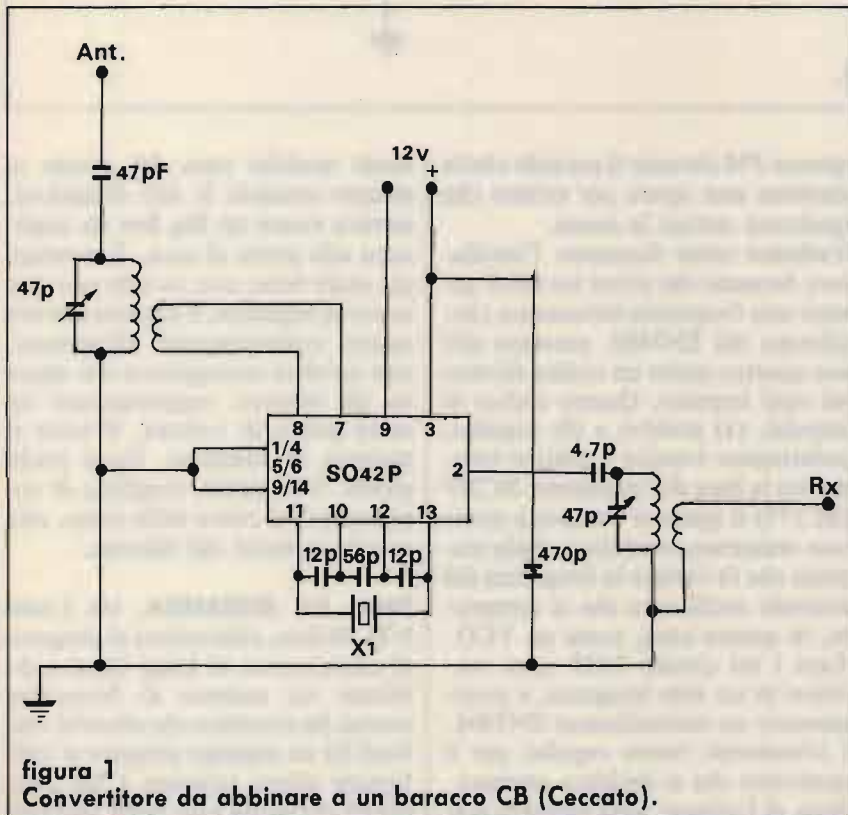 Ant.
47pF
12v
+
47p
8
7
9
3
1/4
5/6
9/14
SO42P
2
4,7p
Rx
47p
11
10
12
13
12p
56p
12p
470p
X1
figura 1
Convertitore da abbinare a un baracco CB (Ceccato).